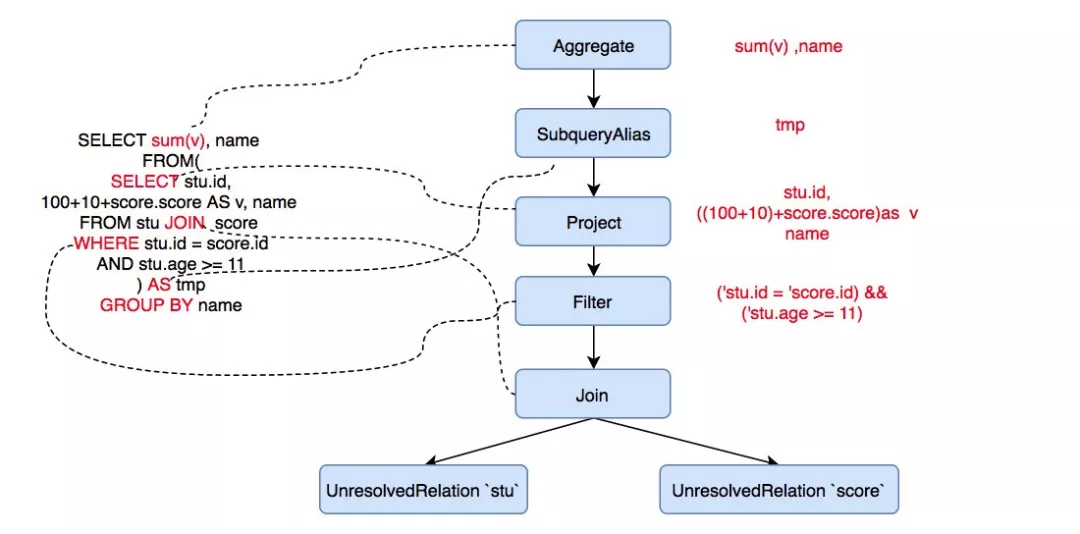 SELECT sum(v), name
FROM(
SELECT stu.id,
100+10+score.score AS v, name
FROM stu JOIN score
WHERE stu.id = score.id
AND stu.age >= 11
) AS tmp
GROUP BY name
Aggregate
sum(v) ,name
SubqueryAlias
tmp
Project
stu.id,
((100+10)+score.score)as v
name
Filter
('stu.id = 'score.id) &&
('stu.age >= 11)
Join
UnresolvedRelation `stu`
UnresolvedRelation `score`